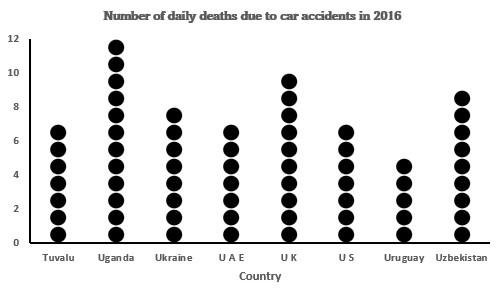 Number of daily deaths due to car accidents in 2016
12
10
8
6
4
2
0
Tuvalu Uganda Ukraine U A E U K U S Uruguay Uzbekistan
Country